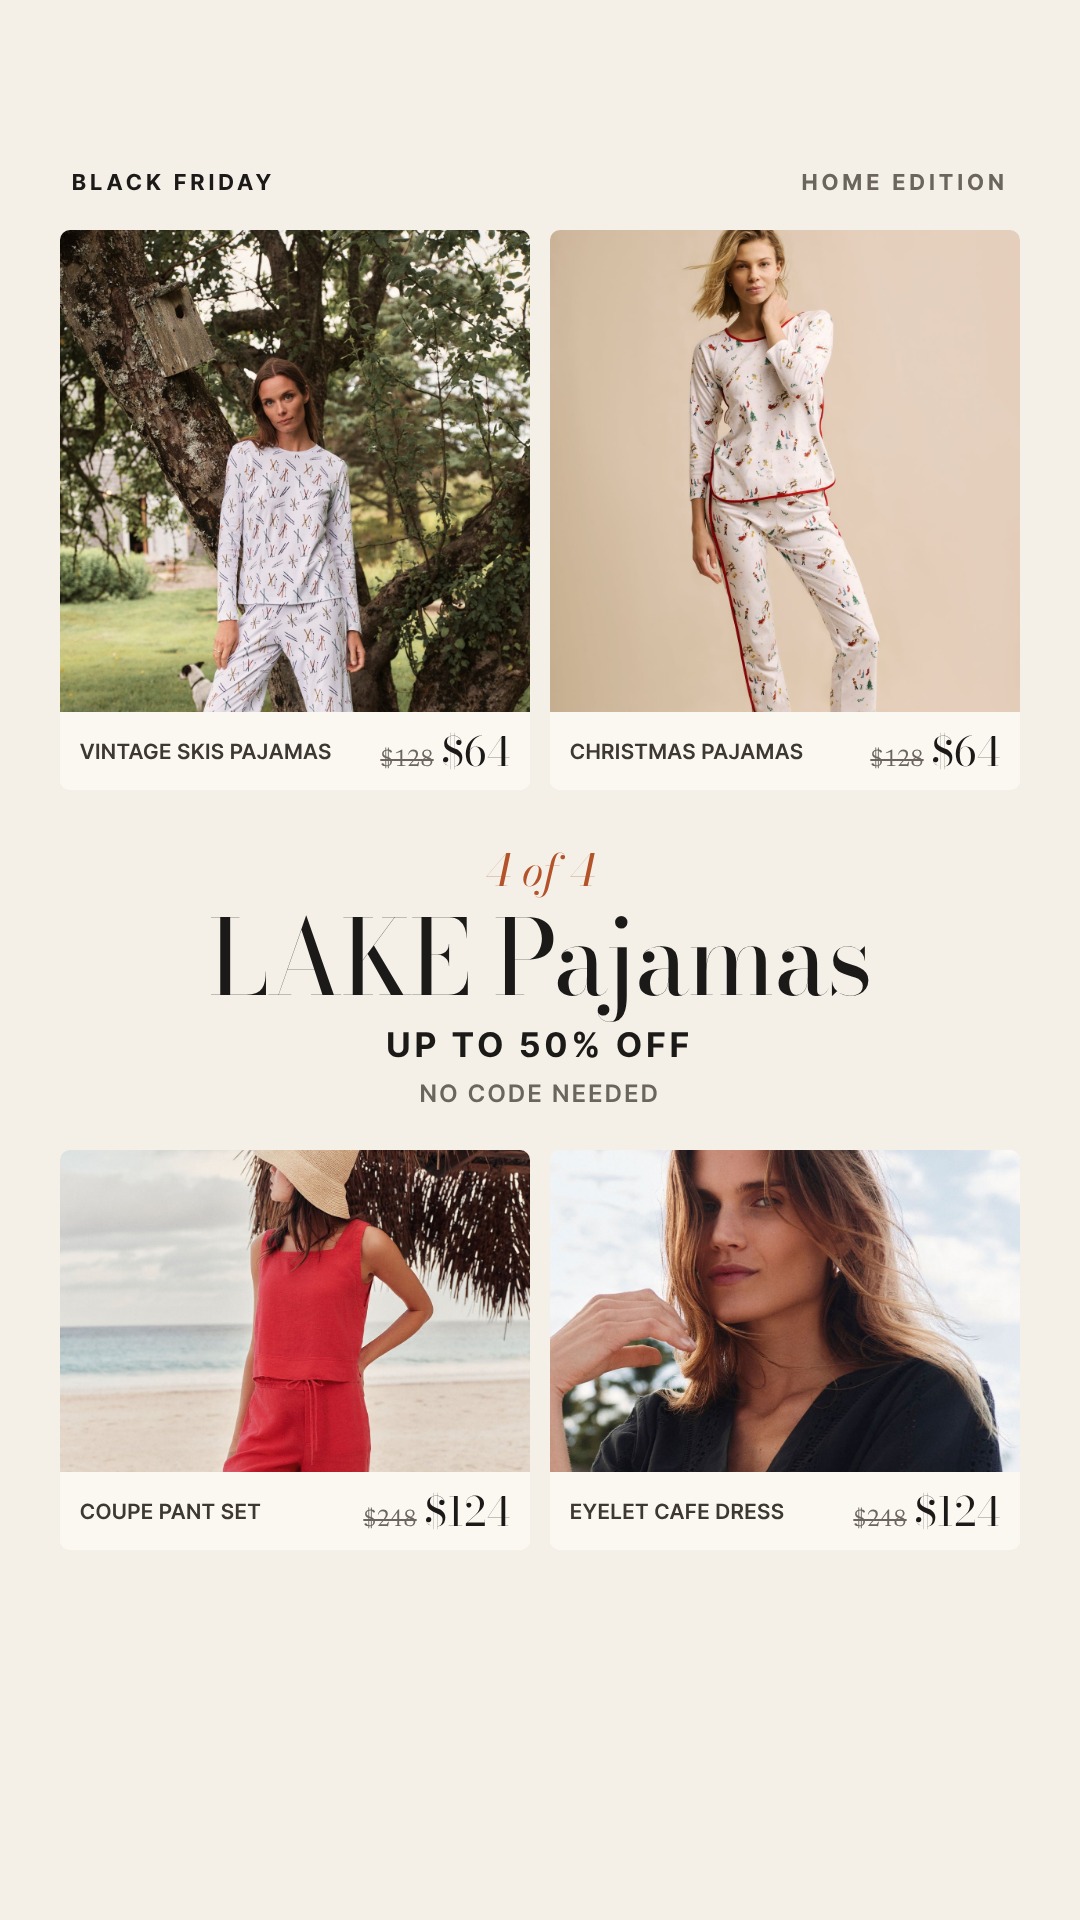 BLACK FRIDAY
HOME EDITION
VINTAGE SKIS PAJAMAS $128 $64
CHRISTMAS PAJAMAS $128 $64
4 of 4
LAKE Pajamas
UP TO 50% OFF
NO CODE NEEDED
COUPE PANT SET $248 $124
EYELET CAFE DRESS $248 $124